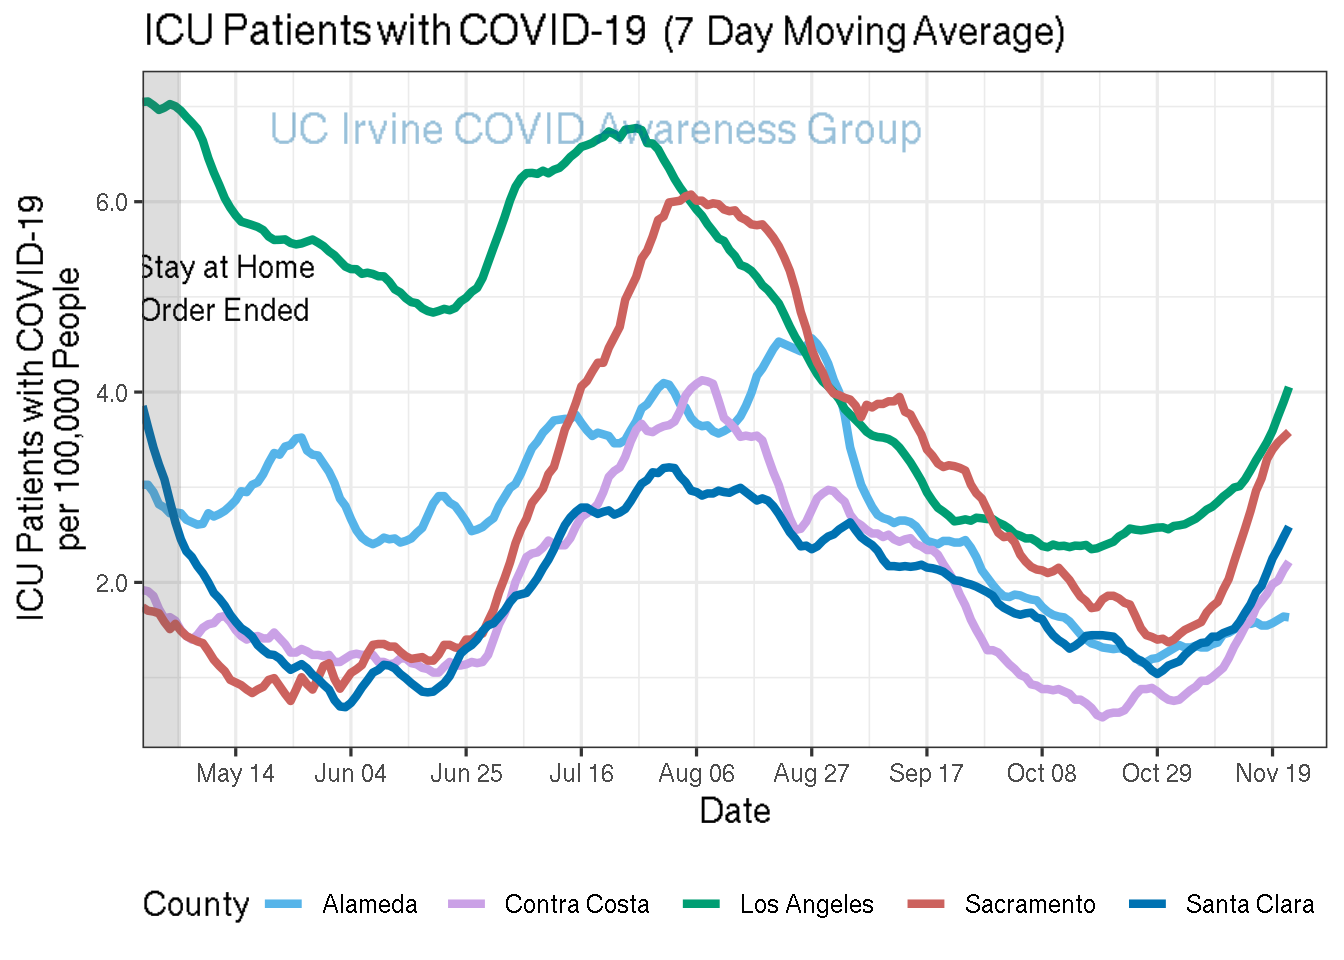 ICU Patients with COVID-19 (7 Day Moving Average)
UC Irvine COVID Awareness Group
ICU Patients with COVID-19
per 100,000 People
6.0
4.0
2.0
Stay at Home
Order Ended
May 14 Jun 04 Jun 25 Jul 16 Aug 06 Aug 27 Sep 17 Oct 08 Oct 29 Nov 19
Date
County Alameda Contra Costa Los Angeles Sacramento Santa Clara